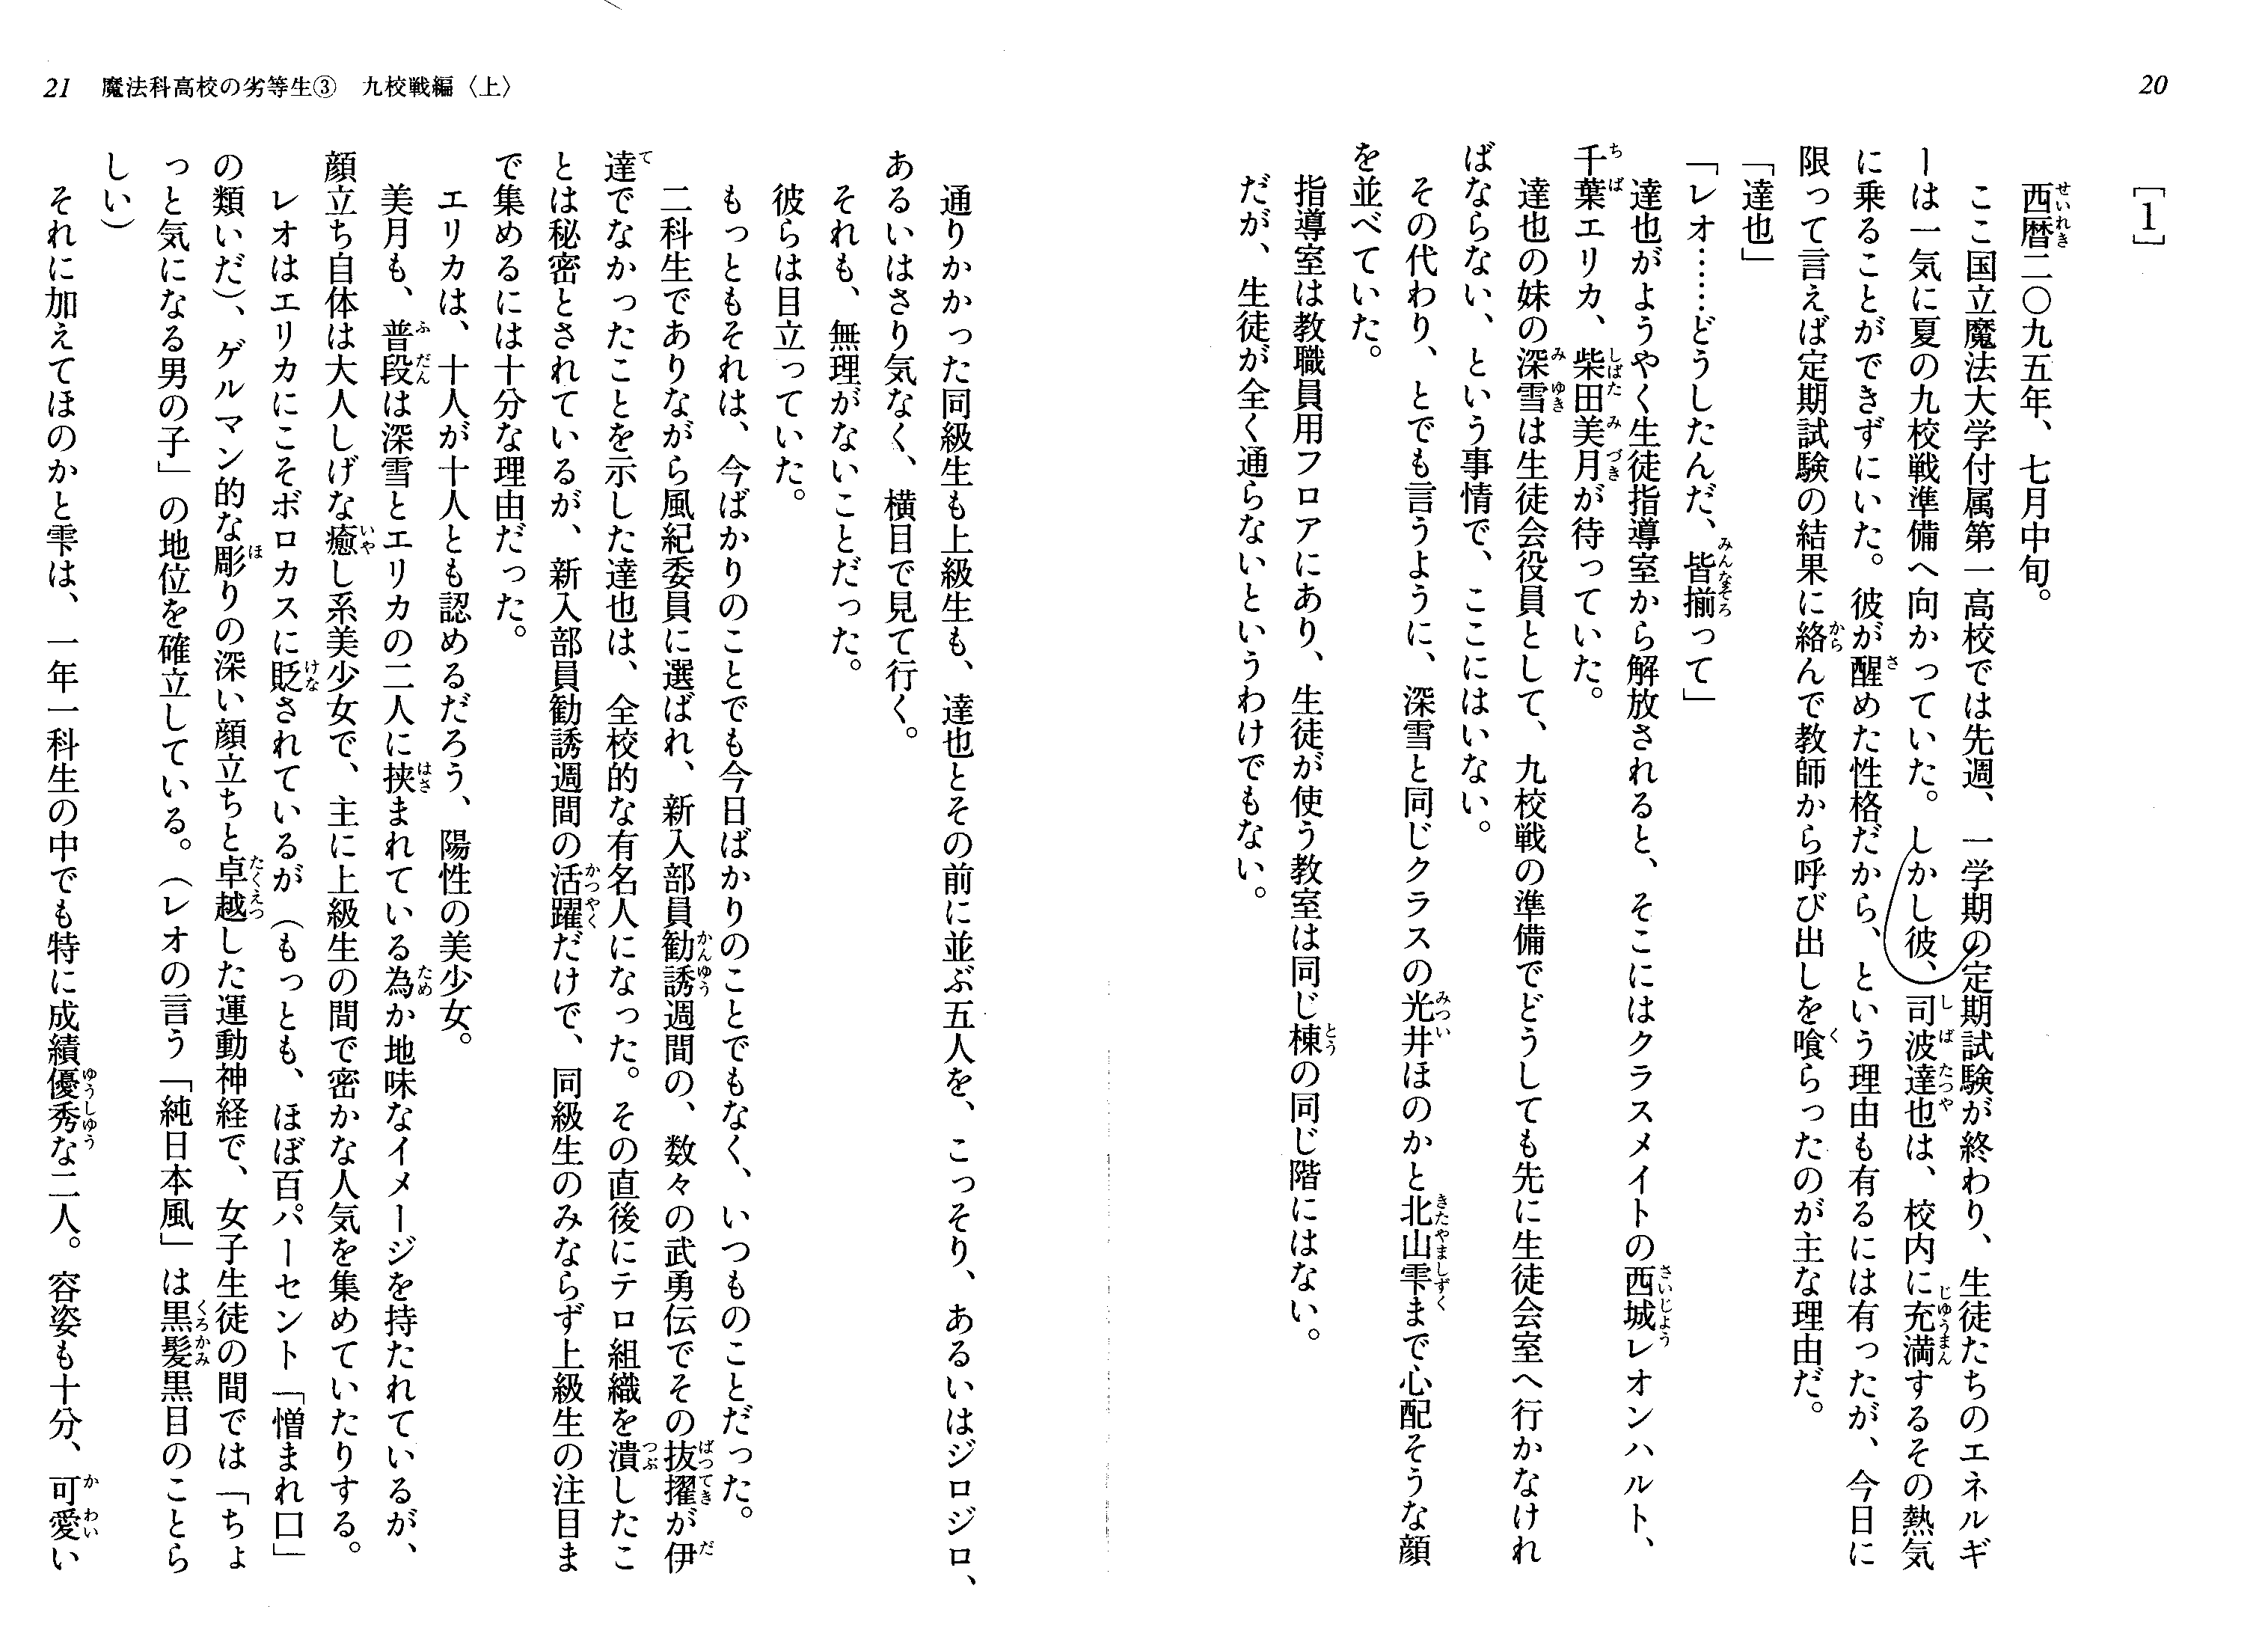 20
[1]
西暦二〇九五年、七月中旬。
ここ国立魔法大学付属第一高校では先週、一学期の定期試験が終わり、生徒たちのエネルギ
ーは一気に夏の九校戦準備へ向かっていた。しかし彼、司波達也は、校内に充満するその熱気
に乗ることができずにいた。彼が醒めた性格だから、という理由も有るには有ったが、今日に
限って言えば定期試験の結果に絡んで教師から呼び出しを喰らったのが主な理由だ。
「達也」
「レオ……どうしたんだ、皆揃って」
達也がようやく生徒指導室から解放されると、そこにはクラスメイトの西城レオンハルト、
千葉エリカ、柴田美月が待っていた。
達也の妹の深雪は生徒会役員として、九校戦の準備でどうしても先に生徒会室へ行かなけれ
ばならない、という事情で、ここにはいない。
その代わり、とでも言うように、深雪と同じクラスの光井ほのかと北山雫まで心配そうな顔
を並べていた。
指導室は教職員用フロアにあり、生徒が使う教室は同じ棟の同じ階にはない。
だが、生徒が全く通らないというわけでもない。
21 魔法科高校の劣等生③ 九校戦編〈上〉
通りかかった同級生も上級生も、達也とその前に並ぶ五人を、こっそり、あるいはジロジロ、
あるいはさり気なく、横目で見て行く。
それも、無理がないことだった。
彼らは目立っていた。
もっともそれは、今ばかりのことでも今日ばかりのことでもなく、いつものことだった。
二科生でありながら風紀委員に選ばれ、新入部員勧誘週間の、数々の武勇伝でその抜擢が伊
達でなかったことを示した達也は、全校的な有名人になった。その直後にテロ組織を潰したこ
とは秘密とされているが、新入部員勧誘週間の活躍だけで、同級生のみならず上級生の注目ま
で集めるには十分な理由だった。
エリカは、十人が十人とも認めるだろう、陽性の美少女。
美月も、普段は深雪とエリカの二人に挟まれている為か地味なイメージを持たれているが、
顔立ち自体は大人しげな癒し系美少女で、主に上級生の間で密かな人気を集めていたりする。
レオはエリカにこそボロカスに貶されているが（もっとも、ほぼ百パーセント「憎まれ口」
の類いだ）、ゲルマン的な彫りの深い顔立ちと卓越した運動神経で、女子生徒の間では「ちょ
っと気になる男の子」の地位を確立している。（レオの言う「純日本風」は黒髪黒目のことら
しい）
それに加えてほのかと雫は、一年一科生の中でも特に成績優秀な二人。容姿も十分、可愛い